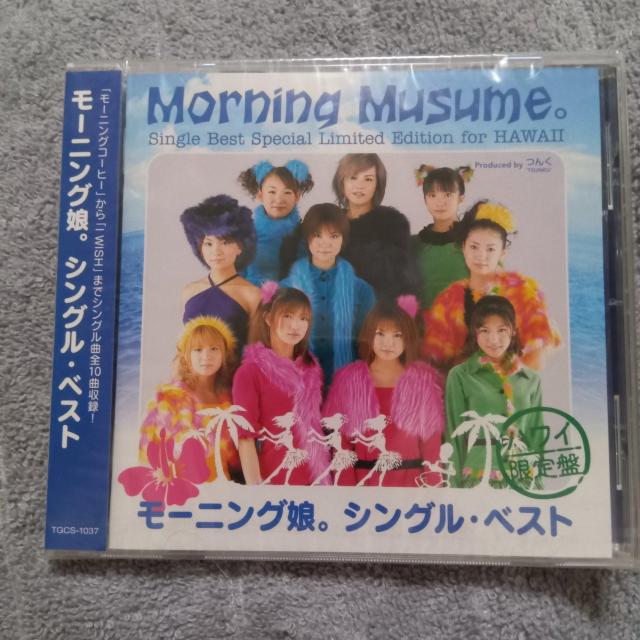 モーニング娘。 シングル・ベスト
「モーニングコーヒー」から「I WISH」までシングル曲全10曲収録！
TGCS-1037
Morning Musume。
Single Best Special Limited Edition for HAWAII
Produced by つんく
TSUNKU
ハワイ
限定盤
モーニング娘。シングル・ベスト